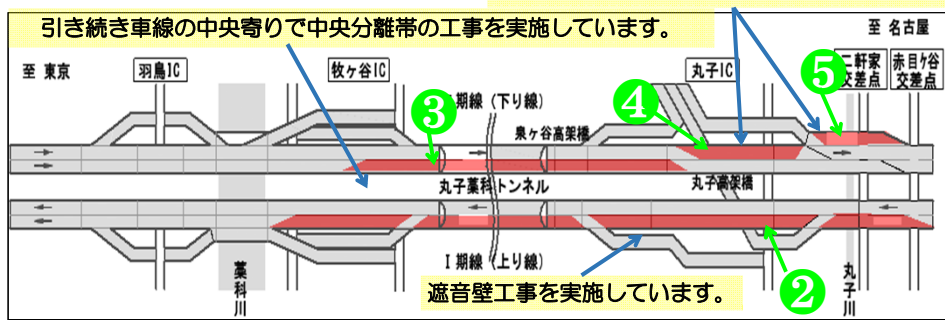 引き続き車線の中央寄りで中央分離帯の工事を実施しています。
至 名古屋
至 東京
羽鳥IC
牧ヶ谷IC
丸子IC
二軒家
交差点
赤目ヶ谷
交差点
③
期線（下り線）
④
⑤
泉ヶ谷高架橋
丸子藁科トンネル
丸子高架橋
Ⅰ期線（上り線）
②
藁科川
丸子川
遮音壁工事を実施しています。